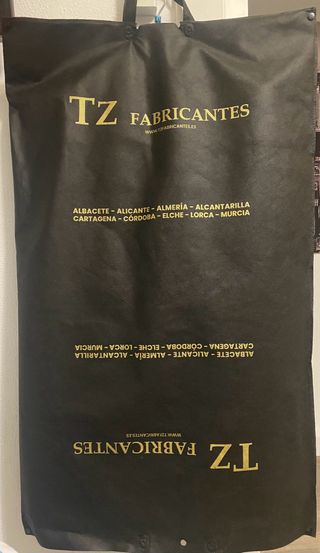 TZ FABRICANTES
WWW.TZFABRICANTES.ES
ALBACETE - ALICANTE - ALMERÍA - ALCANTARILLA
CARTAGENA - CÓRDOBA - ELCHE - LORCA - MURCIA
TZ FABRICANTES
WWW.TZFABRICANTES.ES
ALBACETE - ALICANTE - ALMERÍA - ALCANTARILLA
CARTAGENA - CÓRDOBA - ELCHE - LORCA - MURCIA